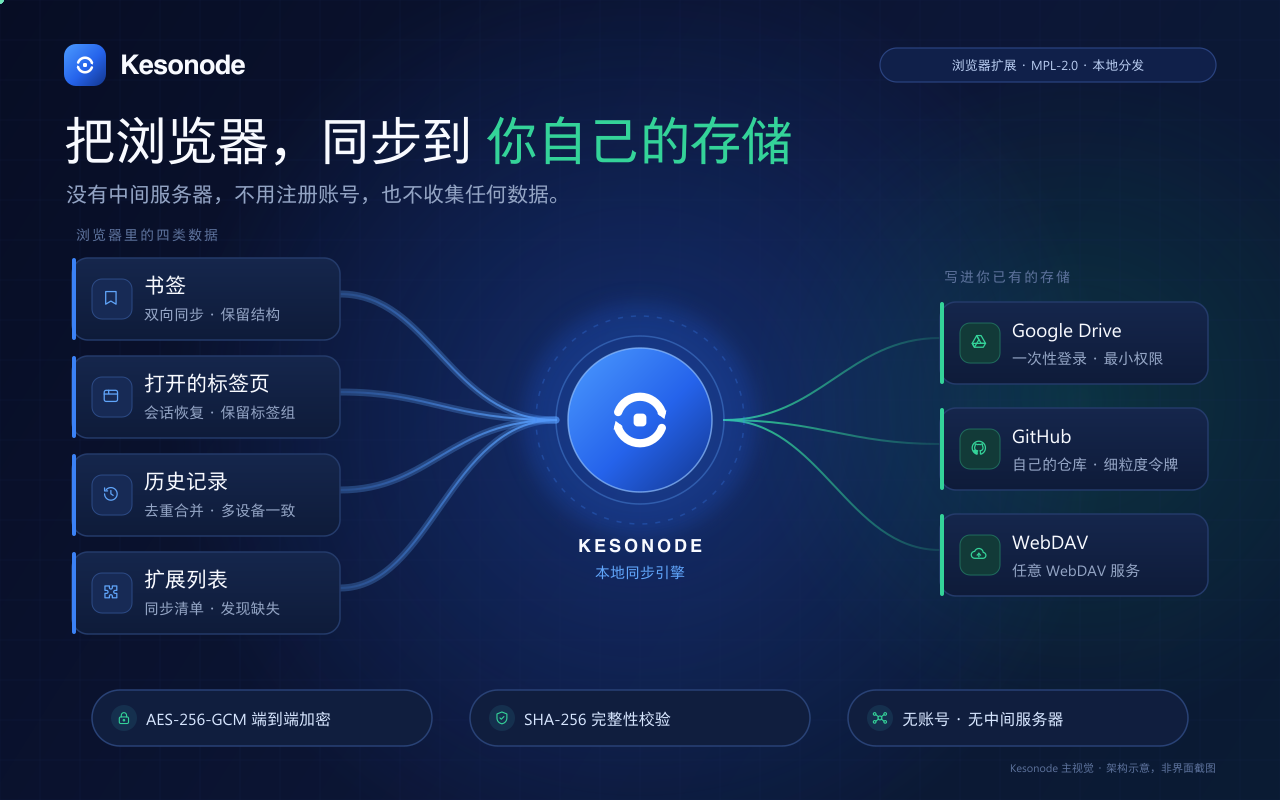 Kesonode
浏览器扩展 · MPL-2.0 · 本地分发
把浏览器，同步到 你自己的存储
没有中间服务器，不用注册账号，也不收集任何数据。
浏览器里的四类数据
书签
双向同步 · 保留结构
打开的标签页
会话恢复 · 保留标签组
历史记录
去重合并 · 多设备一致
扩展列表
同步清单 · 发现缺失
KESONODE
本地同步引擎
写进你已有的存储
Google Drive
一次性登录 · 最小权限
GitHub
自己的仓库 · 细粒度令牌
WebDAV
任意 WebDAV 服务
AES-256-GCM 端到端加密
SHA-256 完整性校验
无账号 · 无中间服务器
Kesonode 主视觉 · 架构示意，非界面截图